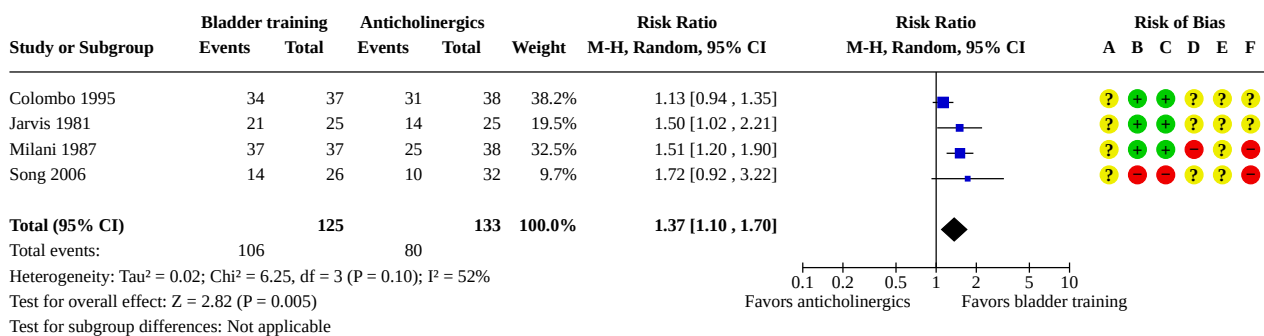 Bladder training Anticholinergics Risk Ratio Risk Ratio Risk of Bias
Study or Subgroup Events Total Events Total Weight M-H, Random, 95% CI M-H, Random, 95% CI A B C D E F
Colombo 1995 34 37 31 38 38.2% 1.13 [0.94 , 1.35] ? + + ? ? ?
Jarvis 1981 21 25 14 25 19.5% 1.50 [1.02 , 2.21] ? + + ? ? ?
Milani 1987 37 37 25 38 32.5% 1.51 [1.20 , 1.90] ? + + − ? −
Song 2006 14 26 10 32 9.7% 1.72 [0.92 , 3.22] ? − − ? ? −
Total (95% CI) 125 133 100.0% 1.37 [1.10 , 1.70]
Total events: 106 80
Heterogeneity: Tau² = 0.02; Chi² = 6.25, df = 3 (P = 0.10); I² = 52%
0.1 0.2 0.5 1 2 5 10
Test for overall effect: Z = 2.82 (P = 0.005) Favors anticholinergics Favors bladder training
Test for subgroup differences: Not applicable